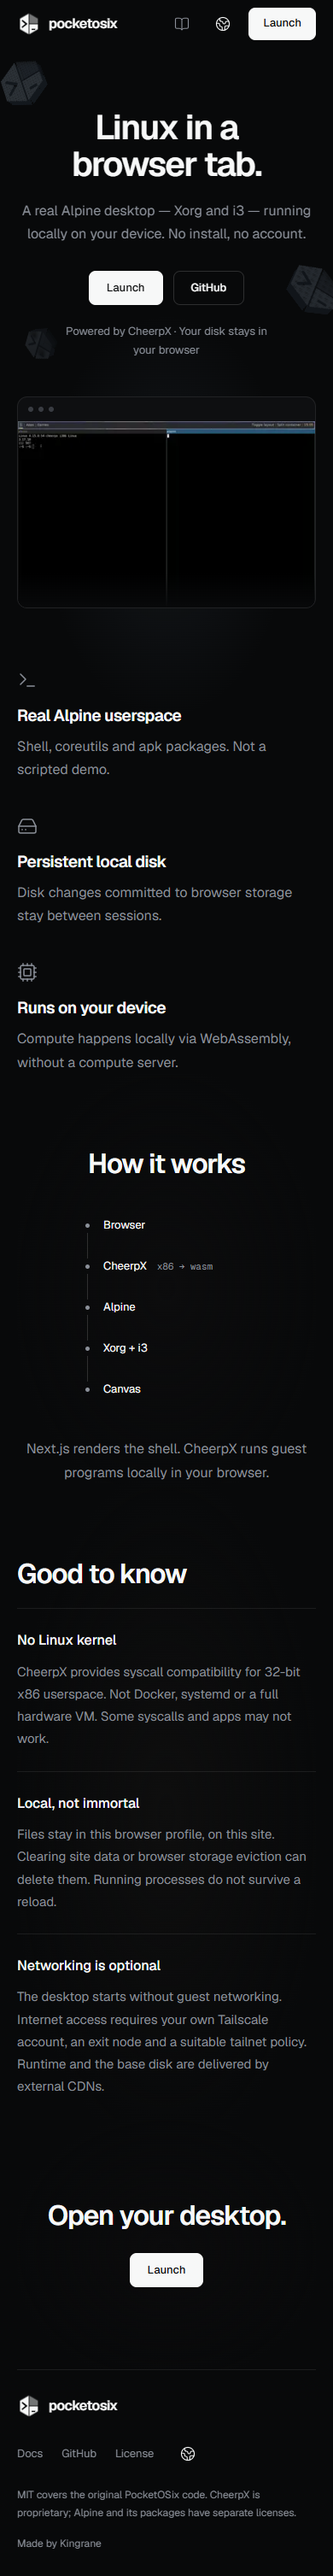 pocketosix
Launch
Linux in a
browser tab.
A real Alpine desktop — Xorg and i3 — running
locally on your device. No install, no account.
Launch
GitHub
Powered by CheerpX · Your disk stays in
your browser
Real Alpine userspace
Shell, coreutils and apk packages. Not a
scripted demo.
Persistent local disk
Disk changes committed to browser storage
stay between sessions.
Runs on your device
Compute happens locally via WebAssembly,
without a compute server.
How it works
Browser
CheerpX x86 → wasm
Alpine
Xorg + i3
Canvas
Next.js renders the shell. CheerpX runs guest
programs locally in your browser.
Good to know
No Linux kernel
CheerpX provides syscall compatibility for 32-bit
x86 userspace. Not Docker, systemd or a full
hardware VM. Some syscalls and apps may not
work.
Local, not immortal
Files stay in this browser profile, on this site.
Clearing site data or browser storage eviction can
delete them. Running processes do not survive a
reload.
Networking is optional
The desktop starts without guest networking.
Internet access requires your own Tailscale
account, an exit node and a suitable tailnet policy.
Runtime and the base disk are delivered by
external CDNs.
Open your desktop.
Launch
pocketosix
Docs GitHub License
MIT covers the original PocketOSix code. CheerpX is
proprietary; Alpine and its packages have separate licenses.
Made by Kingrane